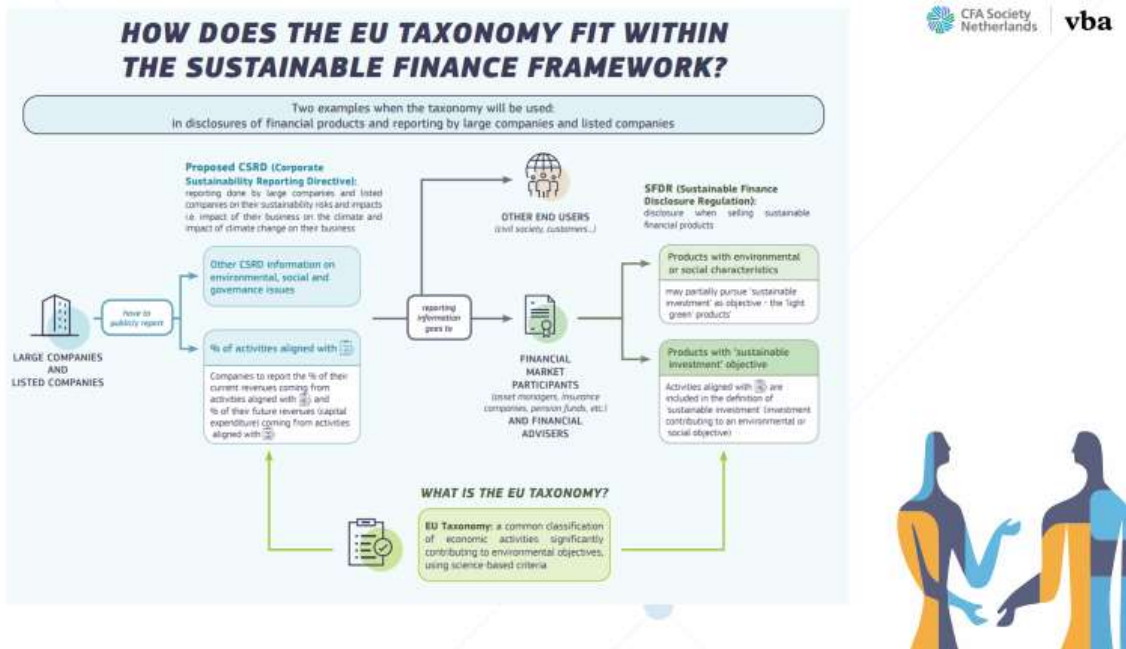 HOW DOES THE EU TAXONOMY FIT WITHIN
THE SUSTAINABLE FINANCE FRAMEWORK?
CFA Society
Netherlands
vba
Two examples when the taxonomy will be used:
in disclosures of financial products and reporting by large companies and listed companies
Proposed CSRD (Corporate
Sustainability Reporting Directive):
reporting done by large companies and listed
companies on their sustainability risks and impacts
i.e. impact of their business on the climate and
impact of climate change on their business
OTHER END USERS
(civil society, customers...)
SFDR (Sustainable Finance
Disclosure Regulation):
disclosure when selling sustainable
financial products
LARGE COMPANIES
AND
LISTED COMPANIES
have to
publicly report
Other CSRD information on
environmental, social and
governance issues
% of activities aligned with
Companies to report the % of their
current revenues coming from
activities aligned with and
% of their future revenues (capital
expenditure) coming from activities
aligned with
reporting
information
goes to
FINANCIAL
MARKET
PARTICIPANTS
(asset managers, insurance
companies, pension funds, etc.)
AND FINANCIAL
ADVISERS
Products with environmental
or social characteristics
may partially pursue 'sustainable
investment' as objective - the 'light
green' products'
Products with 'sustainable
investment' objective
Activities aligned with are
included in the definition of
'sustainable investment' (investment
contributing to an environmental or
social objective)
WHAT IS THE EU TAXONOMY?
EU Taxonomy: a common classification
of economic activities significantly
contributing to environmental objectives,
using science-based criteria